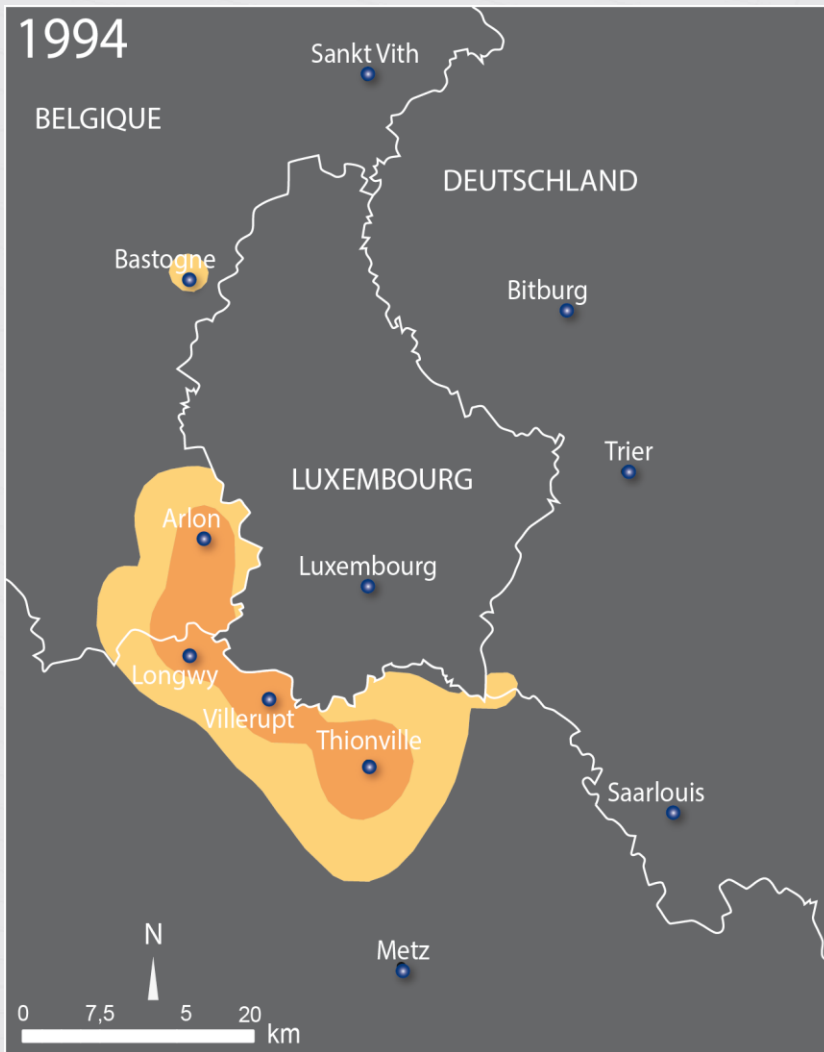 1994
Sankt Vith
BELGIQUE
DEUTSCHLAND
Bastogne
Bitburg
Trier
LUXEMBOURG
Arlon
Luxembourg
Longwy
Villerupt
Thionville
Saarlouis
Metz
N
0 7,5 5 20
km